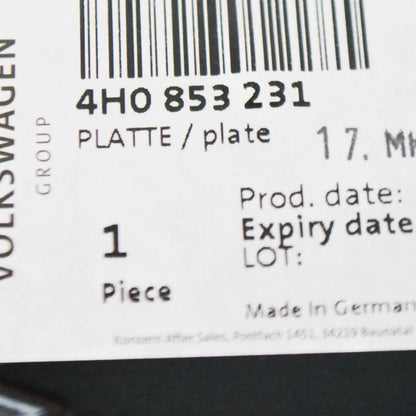 VOLKSWAGEN
GROUP
4H0 853 231
PLATTE / plate
17. M
Prod. date:
Expiry date
LOT:
1
Piece
Made in German
Konzern After Sales, Postfach 1451, 34219 Baunatal